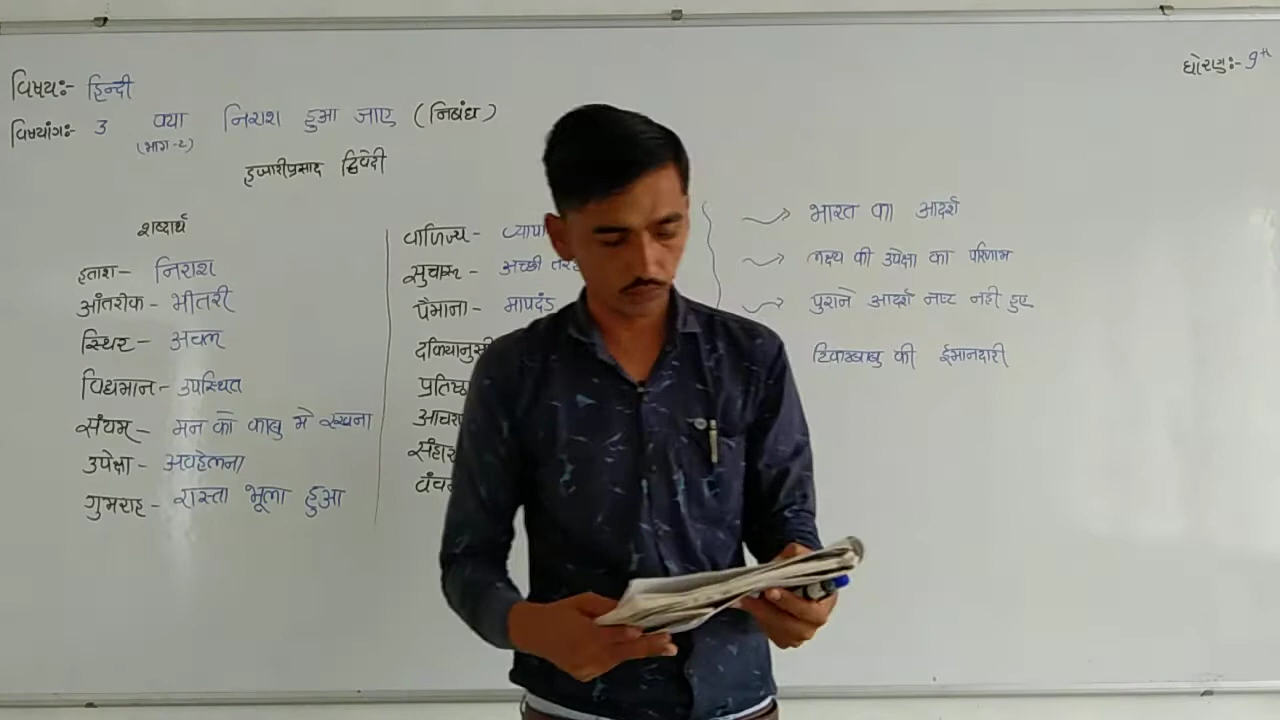 धोरण:- 9th
विषय:- हिन्दी
विषयांग:- 3 क्या निराश हुआ जाए (निबंध)
(भाग-2)
हजारीप्रसाद द्विवेदी
शब्दार्थ
हताश - निराश
आंतरीक - भीतरी
स्थिर - अचल
विद्यमान - उपस्थित
संयम - मन को काबु मे रखना
उपेक्षा - अवहेलना
गुमराह - रास्ता भूला हुआ
वाणिज्य - व्यापा
सुचारू - अच्छी तरह
पैमाना - मापदंड
दकियानुसी
प्रतिष्ठा
आचरा
संहा
वंच
भारत का आदर्श
लक्ष्य की उपेक्षा का परिणाम
पुराने आदर्श नष्ट नही हुए
टिकटबाबु की ईमानदारी